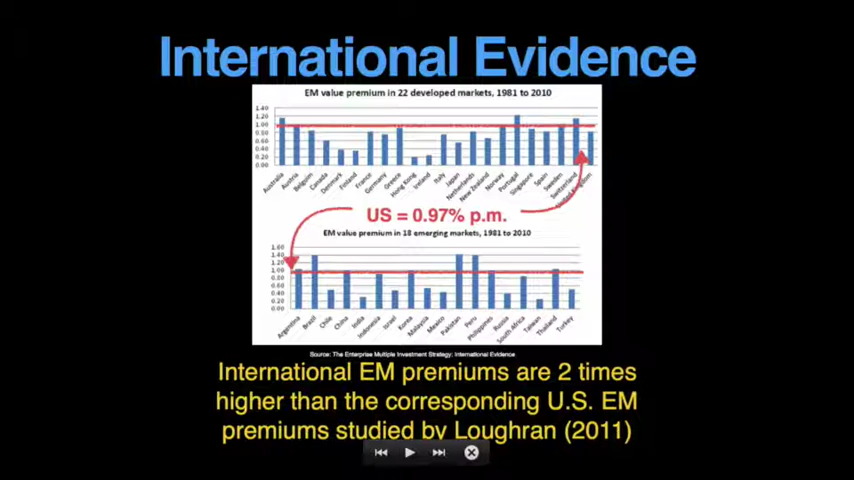 International Evidence
EM value premium in 22 developed markets, 1981 to 2010
1.40
1.20
1.00
0.80
0.60
0.40
0.20
0.00
Australia
Austria
Belgium
Canada
Denmark
Finland
France
Germany
Greece
Hong Kong
Ireland
Italy
Japan
Netherlands
New Zealand
Norway
Portugal
Singapore
Spain
Sweden
Switzerland
United Kingdom
US = 0.97% p.m.
EM value premium in 18 emerging markets, 1981 to 2010
1.60
1.40
1.20
1.00
0.80
0.60
0.40
0.20
0.00
Argentina
Brazil
Chile
China
India
Indonesia
Israel
Korea
Malaysia
Mexico
Pakistan
Peru
Philippines
Russia
South Africa
Taiwan
Thailand
Turkey
Source: The Enterprise Multiple Investment Strategy: International Evidence
International EM premiums are 2 times
higher than the corresponding U.S. EM
premiums studied by Loughran (2011)